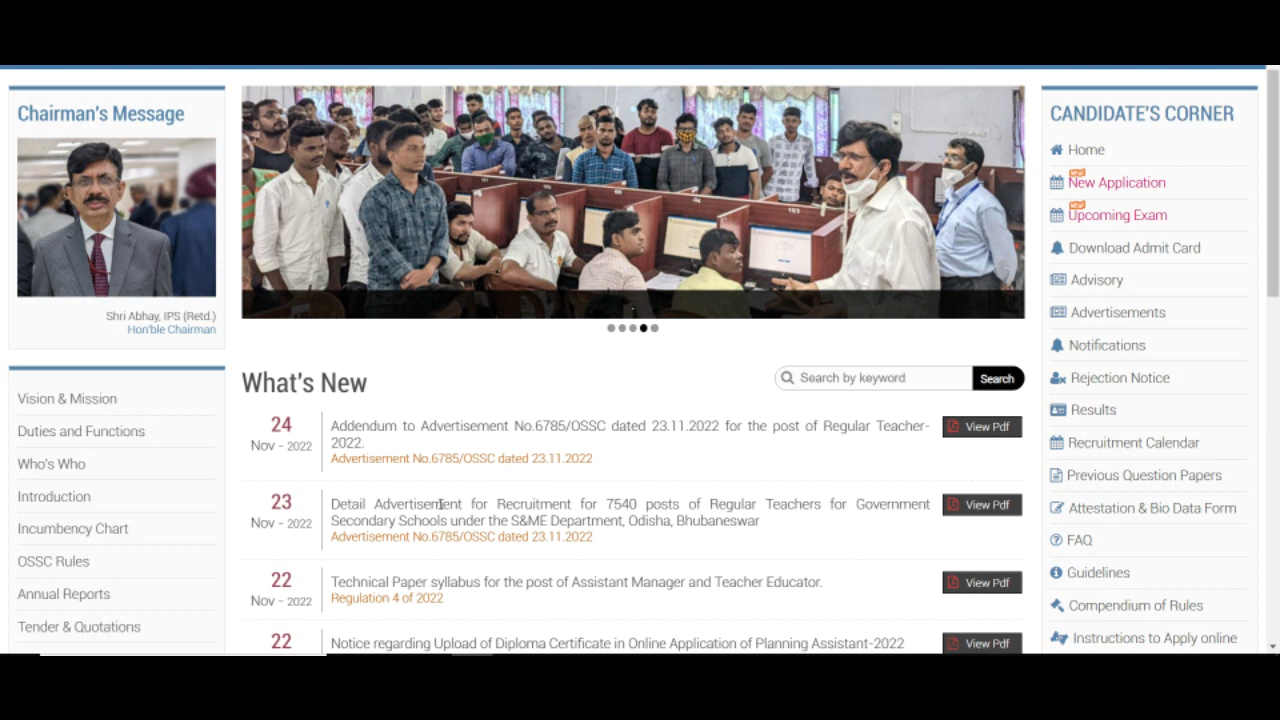 Chairman's Message
Shri Abhay, IPS (Retd.)
Hon'ble Chairman
Vision & Mission
Duties and Functions
Who's Who
Introduction
Incumbency Chart
OSSC Rules
Annual Reports
Tender & Quotations
What's New
Search by keyword
Search
24
Nov - 2022
Addendum to Advertisement No.6785/OSSC dated 23.11.2022 for the post of Regular Teacher-
2022.
Advertisement No.6785/OSSC dated 23.11.2022
View Pdf
23
Nov - 2022
Detail Advertisement for Recruitment for 7540 posts of Regular Teachers for Government
Secondary Schools under the S&ME Department, Odisha, Bhubaneswar
Advertisement No.6785/OSSC dated 23.11.2022
View Pdf
22
Nov - 2022
Technical Paper syllabus for the post of Assistant Manager and Teacher Educator.
Regulation 4 of 2022
View Pdf
22
Notice regarding Upload of Diploma Certificate in Online Application of Planning Assistant-2022
View Pdf
CANDIDATE'S CORNER
Home
NEW
New Application
NEW
Upcoming Exam
Download Admit Card
Advisory
Advertisements
Notifications
Rejection Notice
Results
Recruitment Calendar
Previous Question Papers
Attestation & Bio Data Form
FAQ
Guidelines
Compendium of Rules
Instructions to Apply online